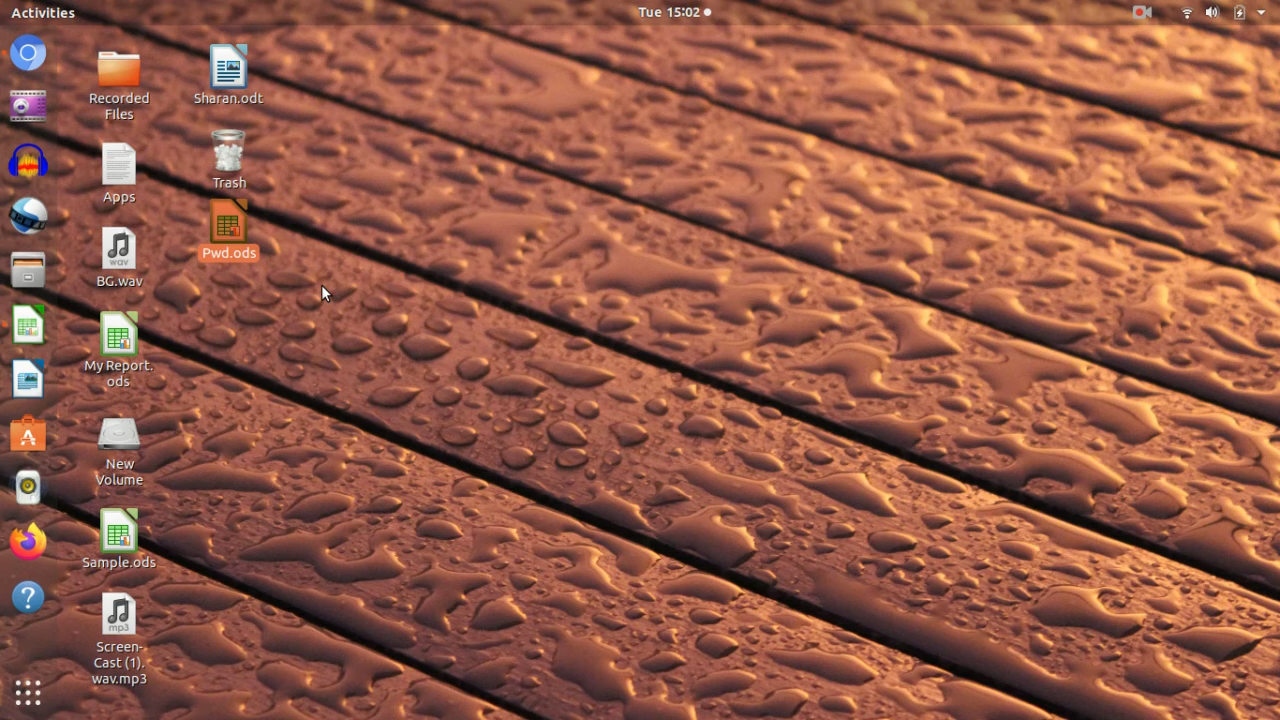 Activities
Tue 15:02
Recorded
Files
Apps
wav
BG.wav
My Report.
ods
New
Volume
Sample.ods
mp3
Screen-
Cast (1).
wav.mp3
Sharan.odt
Trash
Pwd.ods